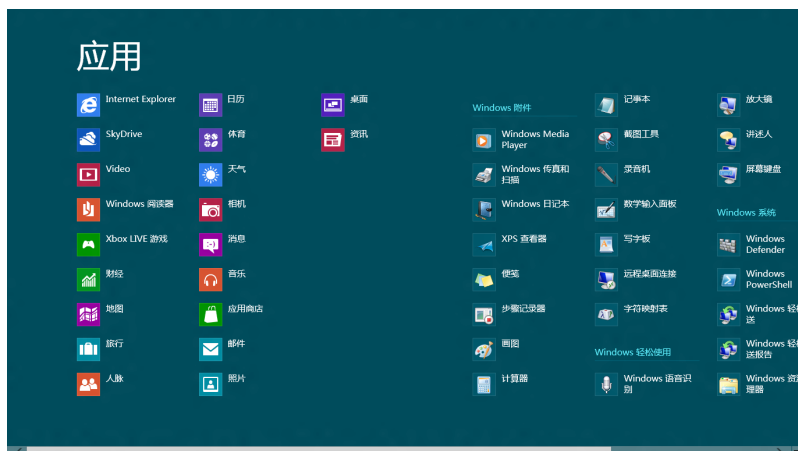 应用
Internet Explorer
SkyDrive
Video
Windows 阅读器
Xbox LIVE 游戏
财经
地图
旅行
人脉
日历
体育
天气
相机
消息
音乐
应用商店
邮件
照片
桌面
资讯
Windows 附件
Windows Media
Player
Windows 传真和
扫描
Windows 日记本
XPS 查看器
便笺
步骤记录器
画图
计算器
记事本
截图工具
录音机
数学输入面板
写字板
远程桌面连接
字符映射表
Windows 轻松使用
Windows 语音识
别
放大镜
讲述人
屏幕键盘
Windows 系统
Windows
Defender
Windows
PowerShell
Windows 轻松
送
Windows 轻松
送报告
Windows 资
理器